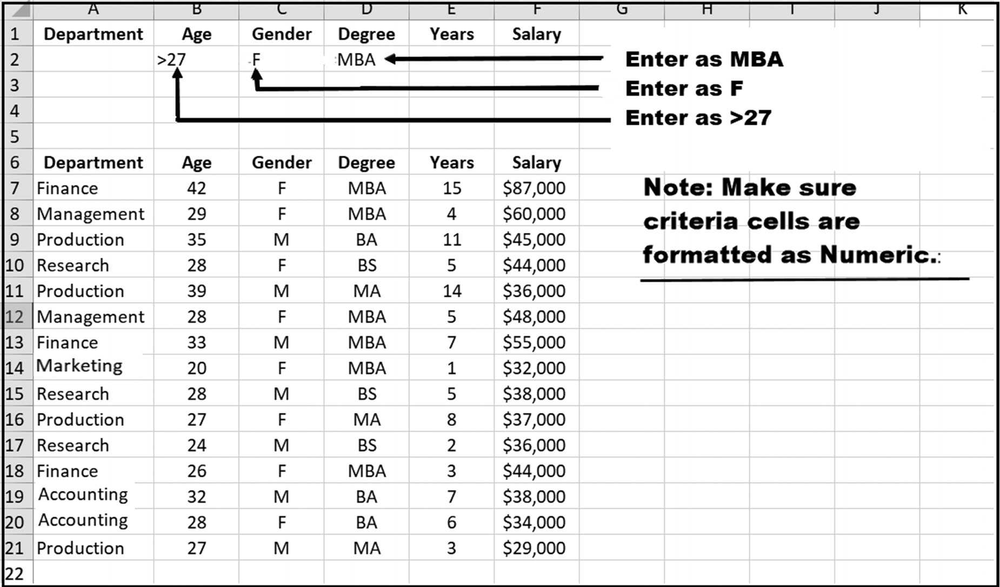 A B C D E F G H I J K
1 Department Age Gender Degree Years Salary
2 >27 F MBA Enter as MBA
3 Enter as F
4 Enter as >27
5
6 Department Age Gender Degree Years Salary
7 Finance 42 F MBA 15 $87,000 Note: Make sure
8 Management 29 F MBA 4 $60,000 criteria cells are
9 Production 35 M BA 11 $45,000 formatted as Numeric.:
10 Research 28 F BS 5 $44,000
11 Production 39 M MA 14 $36,000
12 Management 28 F MBA 5 $48,000
13 Finance 33 M MBA 7 $55,000
14 Marketing 20 F MBA 1 $32,000
15 Research 28 M BS 5 $38,000
16 Production 27 F MA 8 $37,000
17 Research 24 M BS 2 $36,000
18 Finance 26 F MBA 3 $44,000
19 Accounting 32 M BA 7 $38,000
20 Accounting 28 F BA 6 $34,000
21 Production 27 M MA 3 $29,000
22